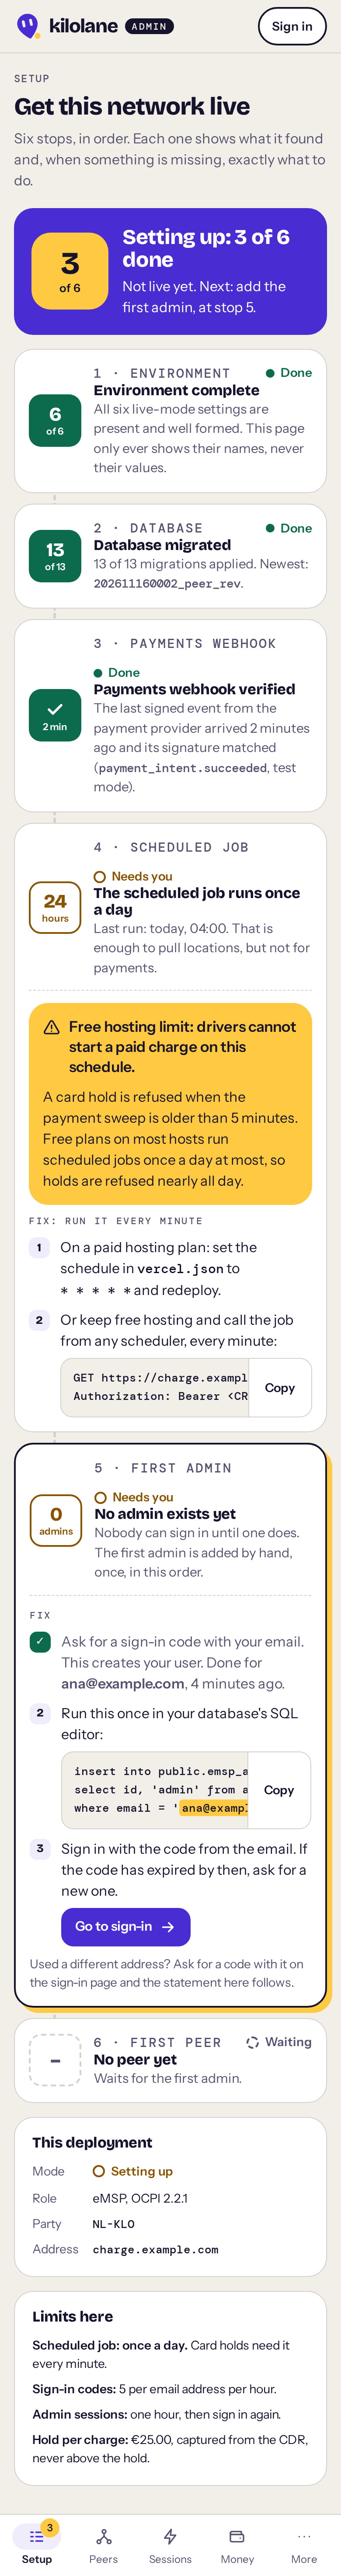 kilolane ADMIN
Sign in
SETUP
Get this network live
Six stops, in order. Each one shows what it found
and, when something is missing, exactly what to
do.
3
of 6
Setting up: 3 of 6
done
Not live yet. Next: add the
first admin, at stop 5.
1 · ENVIRONMENT
Done
6
of 6
Environment complete
All six live-mode settings are
present and well formed. This page
only ever shows their names, never
their values.
2 · DATABASE
Done
13
of 13
Database migrated
13 of 13 migrations applied. Newest:
202611160002_peer_rev.
3 · PAYMENTS WEBHOOK
Done
2 min
Payments webhook verified
The last signed event from the
payment provider arrived 2 minutes
ago and its signature matched
(payment_intent.succeeded, test
mode).
4 · SCHEDULED JOB
Needs you
24
hours
The scheduled job runs once
a day
Last run: today, 04:00. That is
enough to pull locations, but not for
payments.
Free hosting limit: drivers cannot
start a paid charge on this
schedule.
A card hold is refused when the
payment sweep is older than 5 minutes.
Free plans on most hosts run
scheduled jobs once a day at most, so
holds are refused nearly all day.
FIX: RUN IT EVERY MINUTE
1
On a paid hosting plan: set the
schedule in vercel.json to
* * * * * and redeploy.
2
Or keep free hosting and call the job
from any scheduler, every minute:
GET https://charge.exampl
Authorization: Bearer <CR
Copy
5 · FIRST ADMIN
Needs you
0
admins
No admin exists yet
Nobody can sign in until one does.
The first admin is added by hand,
once, in this order.
FIX
✓
Ask for a sign-in code with your email.
This creates your user. Done for
ana@example.com, 4 minutes ago.
2
Run this once in your database's SQL
editor:
insert into public.emsp_a
select id, 'admin' from a
where email = 'ana@exampl
Copy
3
Sign in with the code from the email. If
the code has expired by then, ask for a
new one.
Go to sign-in →
Used a different address? Ask for a code with it on
the sign-in page and the statement here follows.
6 · FIRST PEER
Waiting
–
No peer yet
Waits for the first admin.
This deployment
Mode Setting up
Role eMSP, OCPI 2.2.1
Party NL-KLO
Address charge.example.com
Limits here
Scheduled job: once a day. Card holds need it
every minute.
Sign-in codes: 5 per email address per hour.
Admin sessions: one hour, then sign in again.
Hold per charge: €25.00, captured from the CDR,
never above the hold.
3
Setup Peers Sessions Money More